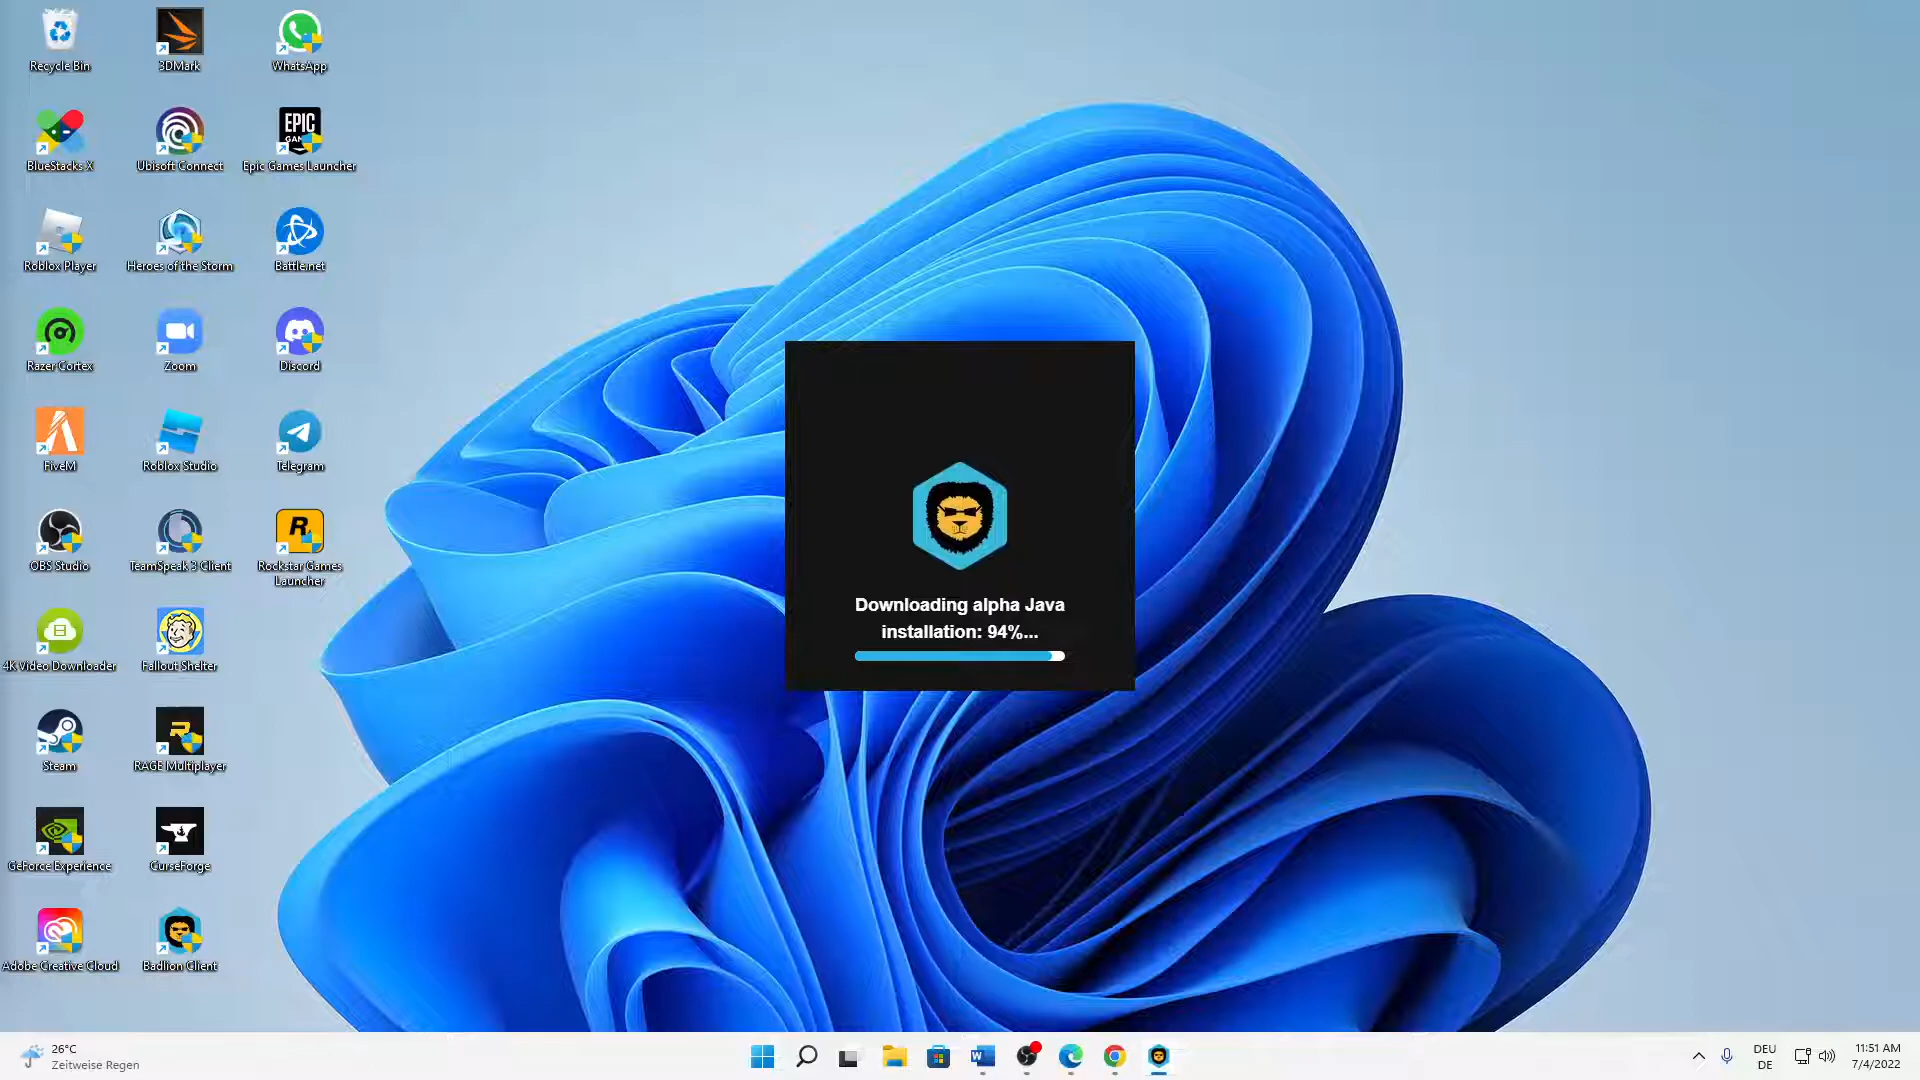 Recycle Bin
3DMark
WhatsApp
EPIC
BlueStacks X
Ubisoft Connect
Epic Games Launcher
Roblox Player
Heroes of the Storm
Battle.net
Razer Cortex
Zoom
Discord
FiveM
Roblox Studio
Telegram
R
OBS Studio
TeamSpeak 3 Client
Rockstar Games
Launcher
4K Video Downloader
Fallout Shelter
Steam
RAGE Multiplayer
GeForce Experience
CurseForge
Adobe Creative Cloud
Badlion Client
Downloading alpha Java
installation: 94%...
26°C
Zeitweise Regen
W
DEU
DE
11:51 AM
7/4/2022